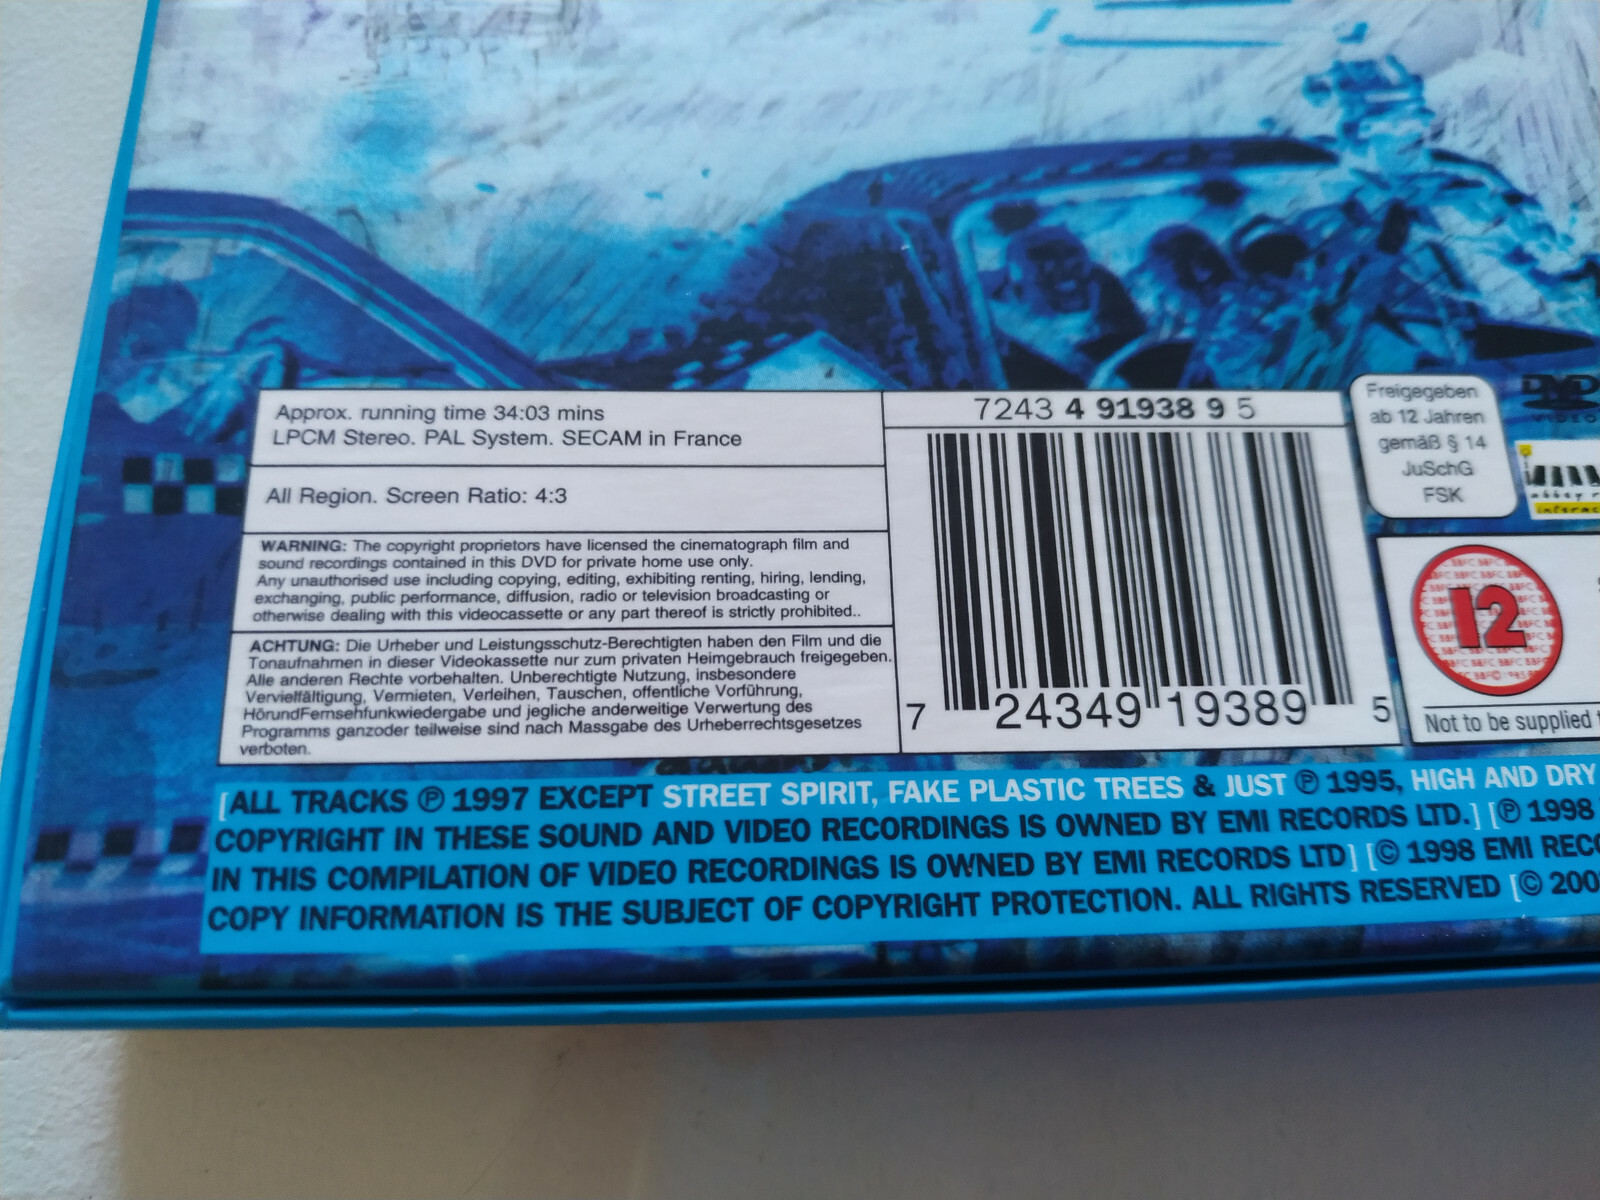 Approx. running time 34:03 mins
LPCM Stereo. PAL System. SECAM in France
All Region. Screen Ratio: 4:3
WARNING: The copyright proprietors have licensed the cinematograph film and
sound recordings contained in this DVD for private home use only.
Any unauthorised use including copying, editing, exhibiting renting, hiring, lending,
exchanging, public performance, diffusion, radio or television broadcasting or
otherwise dealing with this videocassette or any part thereof is strictly prohibited..
ACHTUNG: Die Urheber und Leistungsschutz-Berechtigten haben den Film und die
Tonaufnahmen in dieser Videokassette nur zum privaten Heimgebrauch freigegeben.
Alle anderen Rechte vorbehalten. Unberechtigte Nutzung, insbesondere
Vervielfältigung, Vermieten, Verleihen, Tauschen, offentliche Vorführung,
HörundFernsehfunkwiedergabe und jegliche anderweitige Verwertung des
Programms ganzoder teilweise sind nach Massgabe des Urheberrechtsgesetzes
verboten.
7243 4 91938 9 5
7 24349 19389 5
Freigegeben
ab 12 Jahren
gemäß § 14
JuSchG
FSK
DVD
VIDEO
abbey r
interac
12
Not to be supplied
[ALL TRACKS ℗ 1997 EXCEPT STREET SPIRIT, FAKE PLASTIC TREES & JUST ℗ 1995, HIGH AND DRY
COPYRIGHT IN THESE SOUND AND VIDEO RECORDINGS IS OWNED BY EMI RECORDS LTD.] [℗ 1998
IN THIS COMPILATION OF VIDEO RECORDINGS IS OWNED BY EMI RECORDS LTD] [© 1998 EMI REC
COPY INFORMATION IS THE SUBJECT OF COPYRIGHT PROTECTION. ALL RIGHTS RESERVED [© 200